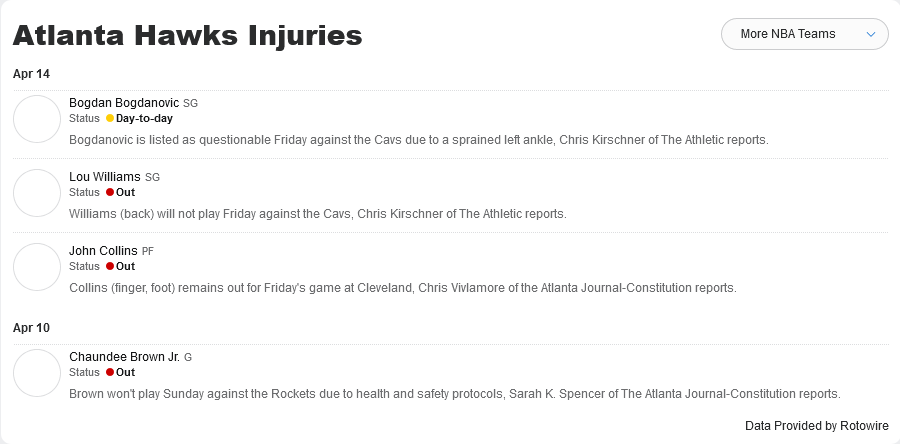 Atlanta Hawks Injuries
More NBA Teams
Apr 14
Bogdan Bogdanovic SG
Status Day-to-day
Bogdanovic is listed as questionable Friday against the Cavs due to a sprained left ankle, Chris Kirschner of The Athletic reports.
Lou Williams SG
Status Out
Williams (back) will not play Friday against the Cavs, Chris Kirschner of The Athletic reports.
John Collins PF
Status Out
Collins (finger, foot) remains out for Friday's game at Cleveland, Chris Vivlamore of the Atlanta Journal-Constitution reports.
Apr 10
Chaundee Brown Jr. G
Status Out
Brown won't play Sunday against the Rockets due to health and safety protocols, Sarah K. Spencer of The Atlanta Journal-Constitution reports.
Data Provided by Rotowire